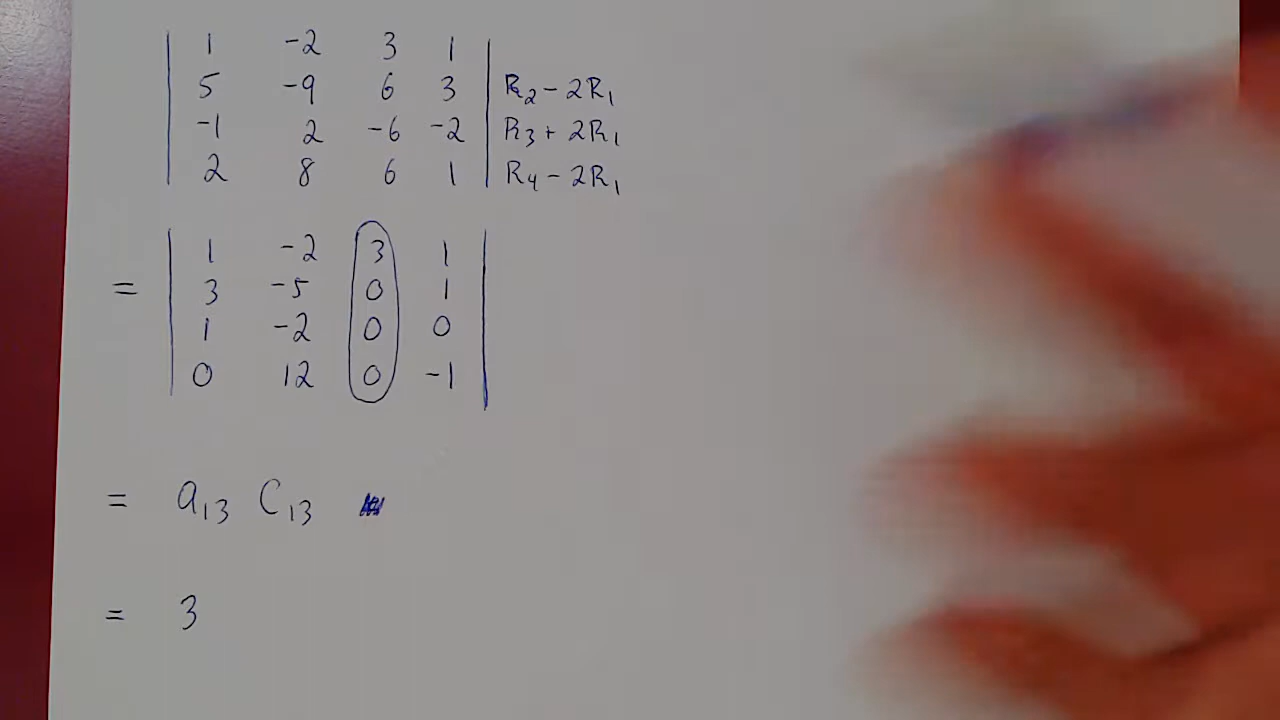 | 1 -2 3 1 |
| 5 -9 6 3 | R₂ - 2R₁
| -1 2 -6 -2 | R₃ + 2R₁
| 2 8 6 1 | R₄ - 2R₁
| 1 -2 3 1 |
= | 3 -5 0 1 |
| 1 -2 0 0 |
| 0 12 0 -1 |
= a₁₃ C₁₃
= 3